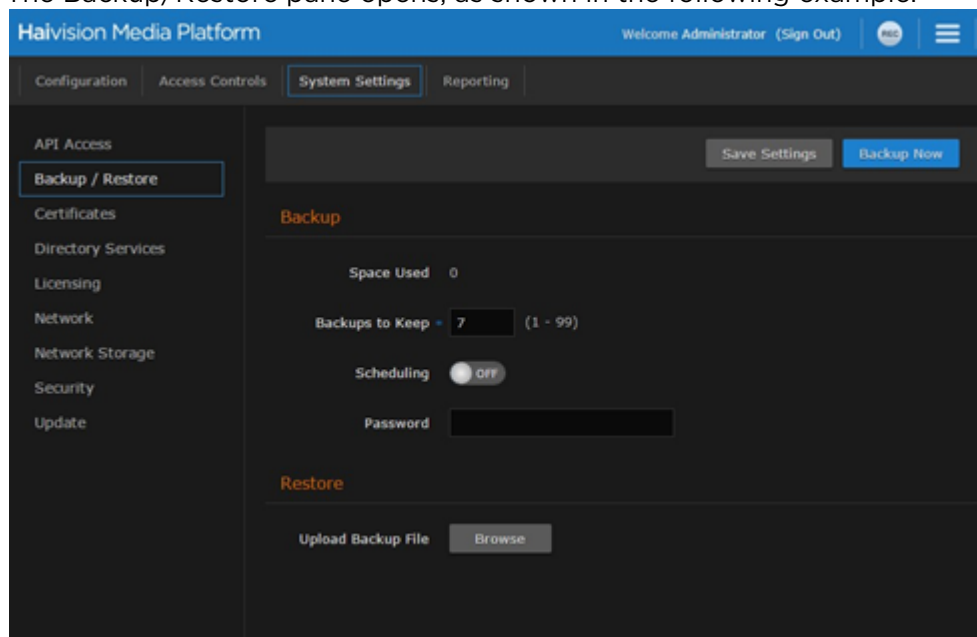 The Backup/Restore pane opens, as shown in the following example.
Haivision Media Platform Welcome Administrator (Sign Out) REC
Configuration Access Controls System Settings Reporting
API Access
Save Settings Backup Now
Backup / Restore
Certificates
Backup
Directory Services
Space Used 0
Licensing
Network
Backups to Keep 7 (1 - 99)
Network Storage
Scheduling OFF
Security
Update
Password
Restore
Upload Backup File Browse